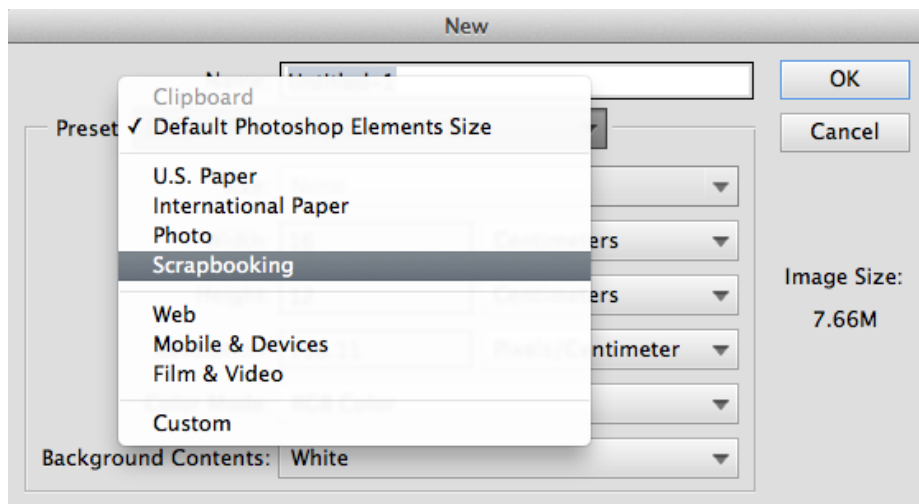 New
Clipboard
OK
Preset ✓ Default Photoshop Elements Size
Cancel
U.S. Paper
International Paper
Photo
Scrapbooking
Image Size:
Web
7.66M
Mobile & Devices
Film & Video
Custom
Background Contents: White